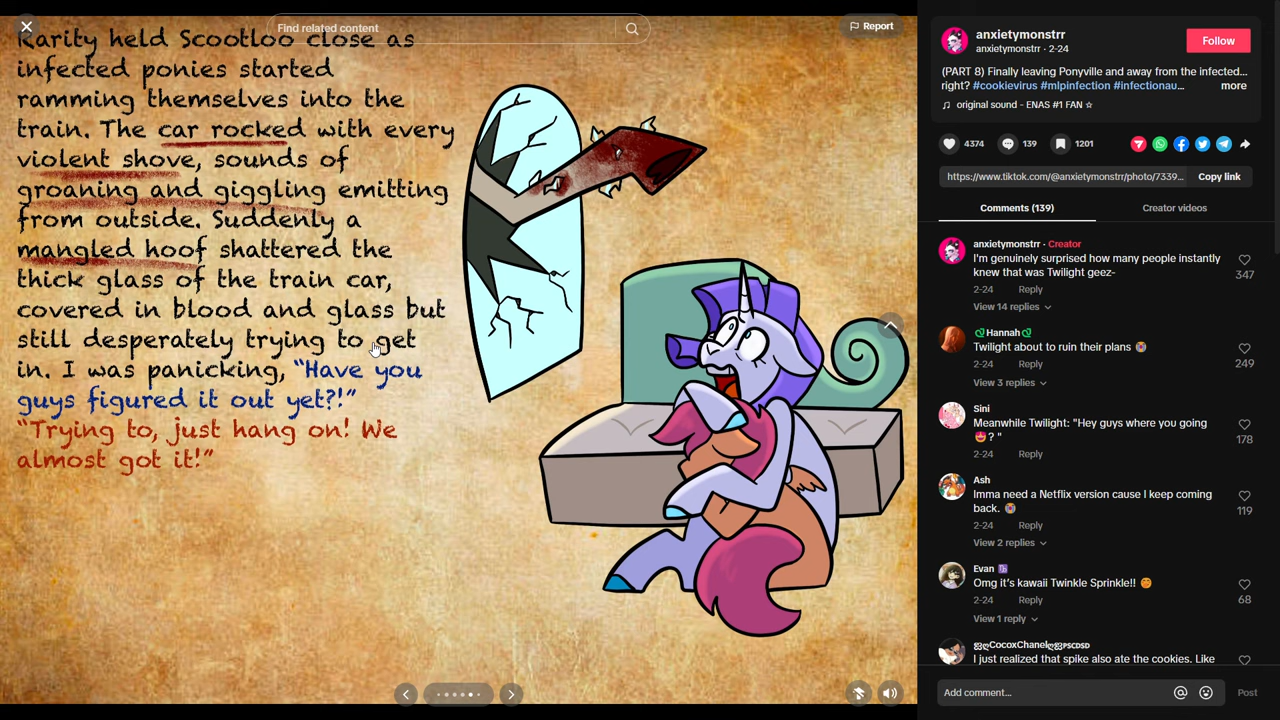 Find related content
Report
Rarity held Scootloo close as
infected ponies started
ramming themselves into the
train. The car rocked with every
violent shove, sounds of
groaning and giggling emitting
from outside. Suddenly a
mangled hoof shattered the
thick glass of the train car,
covered in blood and glass but
still desperately trying to get
in. I was panicking, "Have you
guys figured it out yet?!"
"Trying to, just hang on! We
almost got it!"
anxietymonstrr
anxietymonstrr · 2-24
Follow
(PART 8) Finally leaving Ponyville and away from the infected...
right? #cookievirus #mlpinfection #infectionau... more
original sound - ENAS #1 FAN ☆
4374
139
1201
https://www.tiktok.com/@anxietymonstrr/photo/7339... Copy link
Comments (139)
Creator videos
anxietymonstrr · Creator
I'm genuinely surprised how many people instantly
knew that was Twilight geez-
347
2-24 Reply
View 14 replies
Hannah
Twilight about to ruin their plans
249
2-24 Reply
View 3 replies
Sini
Meanwhile Twilight: "Hey guys where you going
🤩? "
178
2-24 Reply
Ash
Imma need a Netflix version cause I keep coming
back.
119
2-24 Reply
View 2 replies
Evan
Omg it's kawaii Twinkle Sprinkle!!
68
2-24 Reply
View 1 reply
I just realized that spike also ate the cookies. Like
Add comment...
Post